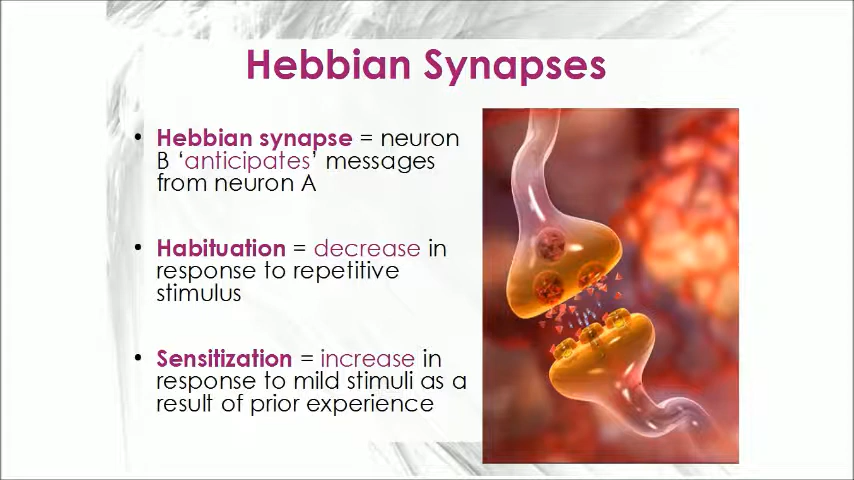 Hebbian Synapses
• Hebbian synapse = neuron
B ‘anticipates’ messages
from neuron A
• Habituation = decrease in
response to repetitive
stimulus
• Sensitization = increase in
response to mild stimuli as a
result of prior experience